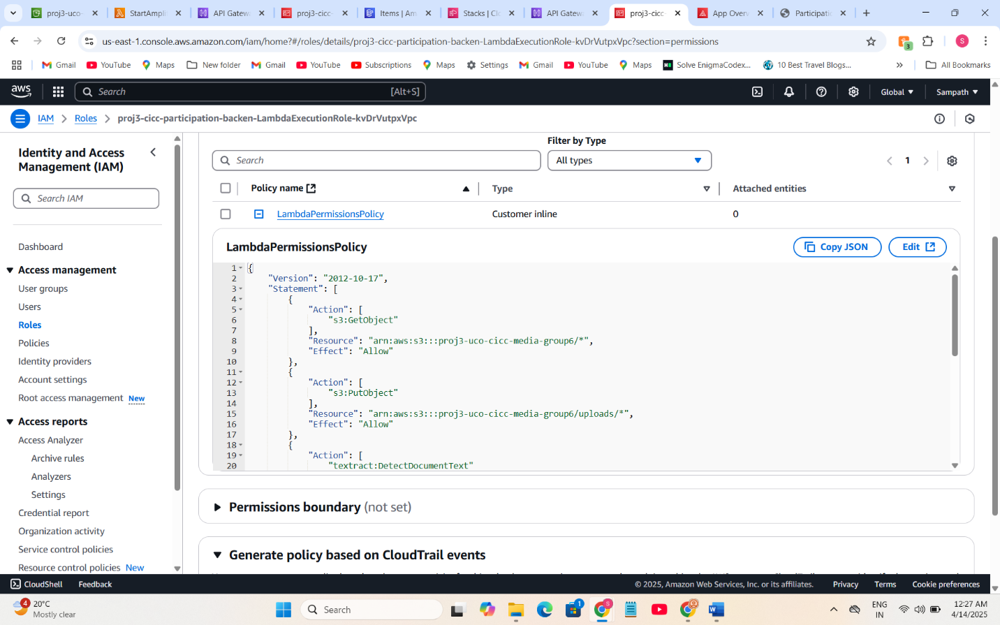 proj3-uco-
StartAmpli
API Gatew
proj3-cicc-
Items | Am
Stacks | Cl
API Gatew
proj3-cicc-
App Over
Participati
us-east-1.console.aws.amazon.com/iam/home?#/roles/details/proj3-cicc-participation-backen-LambdaExecutionRole-kvDrVutpxVpc?section=permissions
3
S
Gmail
YouTube
Maps
New folder
Gmail
YouTube
Subscriptions
Maps
Settings
Gmail
YouTube
Maps
Solve EnigmaCodex...
10 Best Travel Blogs...
All Bookmarks
aws
Search
[Alt+S]
Global
Sampath
IAM
Roles
proj3-cicc-participation-backen-LambdaExecutionRole-kvDrVutpxVpc
Identity and Access
Management (IAM)
Search IAM
Dashboard
Access management
User groups
Users
Roles
Policies
Identity providers
Account settings
Root access management New
Access reports
Access Analyzer
Archive rules
Analyzers
Settings
Credential report
Organization activity
Service control policies
Resource control policies New
Filter by Type
Search
All types
1
Policy name
Type
Attached entities
LambdaPermissionsPolicy
Customer inline
0
LambdaPermissionsPolicy
Copy JSON
Edit
1 {
2 "Version": "2012-10-17",
3 "Statement": [
4 {
5 "Action": [
6 "s3:GetObject"
7 ],
8 "Resource": "arn:aws:s3:::proj3-uco-cicc-media-group6/*",
9 "Effect": "Allow"
10 },
11 {
12 "Action": [
13 "s3:PutObject"
14 ],
15 "Resource": "arn:aws:s3:::proj3-uco-cicc-media-group6/uploads/*",
16 "Effect": "Allow"
17 },
18 {
19 "Action": [
20 "textract:DetectDocumentText"
Permissions boundary (not set)
Generate policy based on CloudTrail events
CloudShell
Feedback
© 2025, Amazon Web Services, Inc. or its affiliates.
Privacy
Terms
Cookie preferences
4
20°C
Mostly clear
Search
1
S
ENG
IN
12:27 AM
4/14/2025